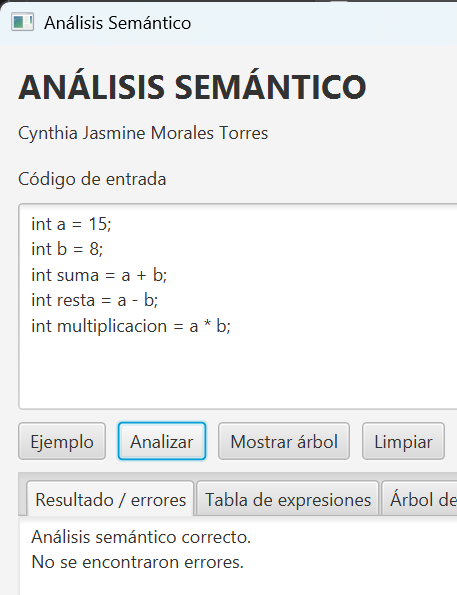 Análisis Semántico
ANÁLISIS SEMÁNTICO
Cynthia Jasmine Morales Torres
Código de entrada
int a = 15;
int b = 8;
int suma = a + b;
int resta = a - b;
int multiplicacion = a * b;
Ejemplo Analizar Mostrar árbol Limpiar
Resultado / errores Tabla de expresiones Árbol de
Análisis semántico correcto.
No se encontraron errores.